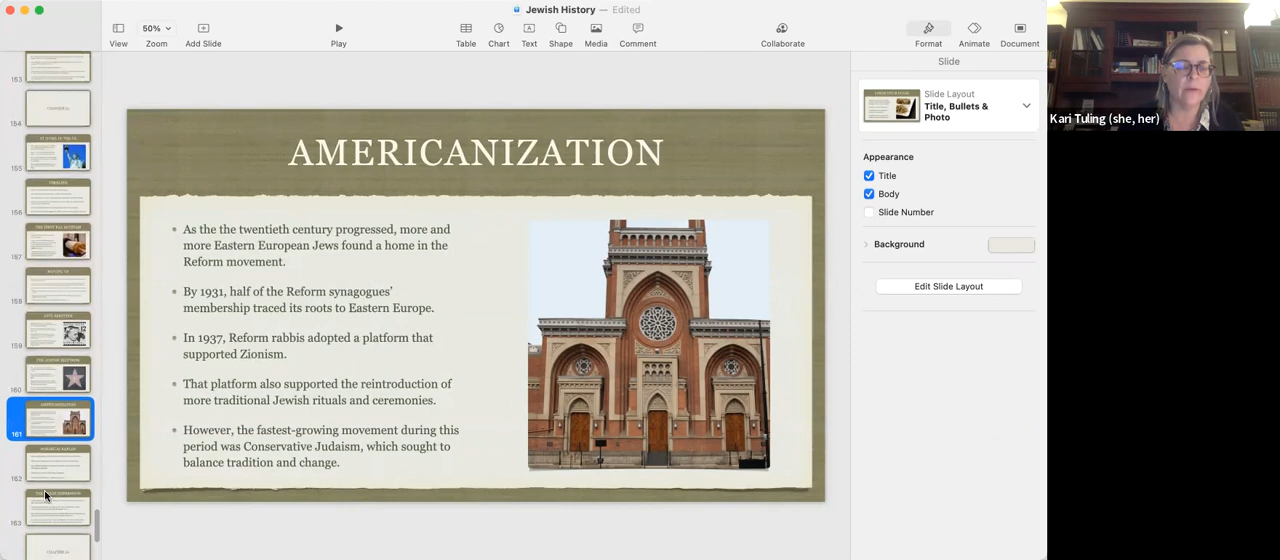 Jewish History — Edited
50%
View
Zoom
Add Slide
Play
Table
Chart
Text
Shape
Media
Comment
Collaborate
Format
Animate
Document
153
154
155
156
157
158
159
160
161
162
163
AMERICANIZATION
• As the the twentieth century progressed, more and
more Eastern European Jews found a home in the
Reform movement.
• By 1931, half of the Reform synagogues'
membership traced its roots to Eastern Europe.
• In 1937, Reform rabbis adopted a platform that
supported Zionism.
• That platform also supported the reintroduction of
more traditional Jewish rituals and ceremonies.
• However, the fastest-growing movement during this
period was Conservative Judaism, which sought to
balance tradition and change.
Slide
Slide Layout
Title, Bullets &
Photo
Appearance
Title
Body
Slide Number
Background
Edit Slide Layout
Kari Tuling (she, her)